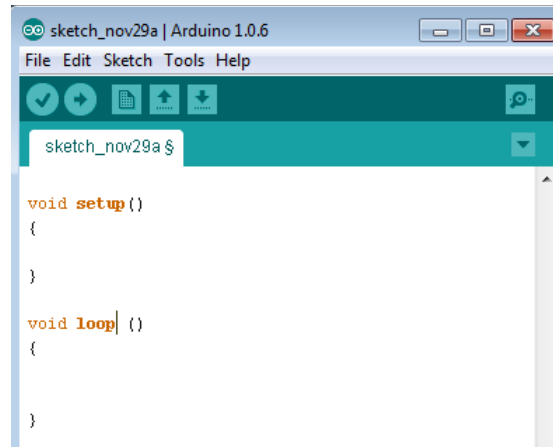 sketch_nov29a | Arduino 1.0.6
File Edit Sketch Tools Help
sketch_nov29a §
void setup()
{
}
void loop ()
{
}